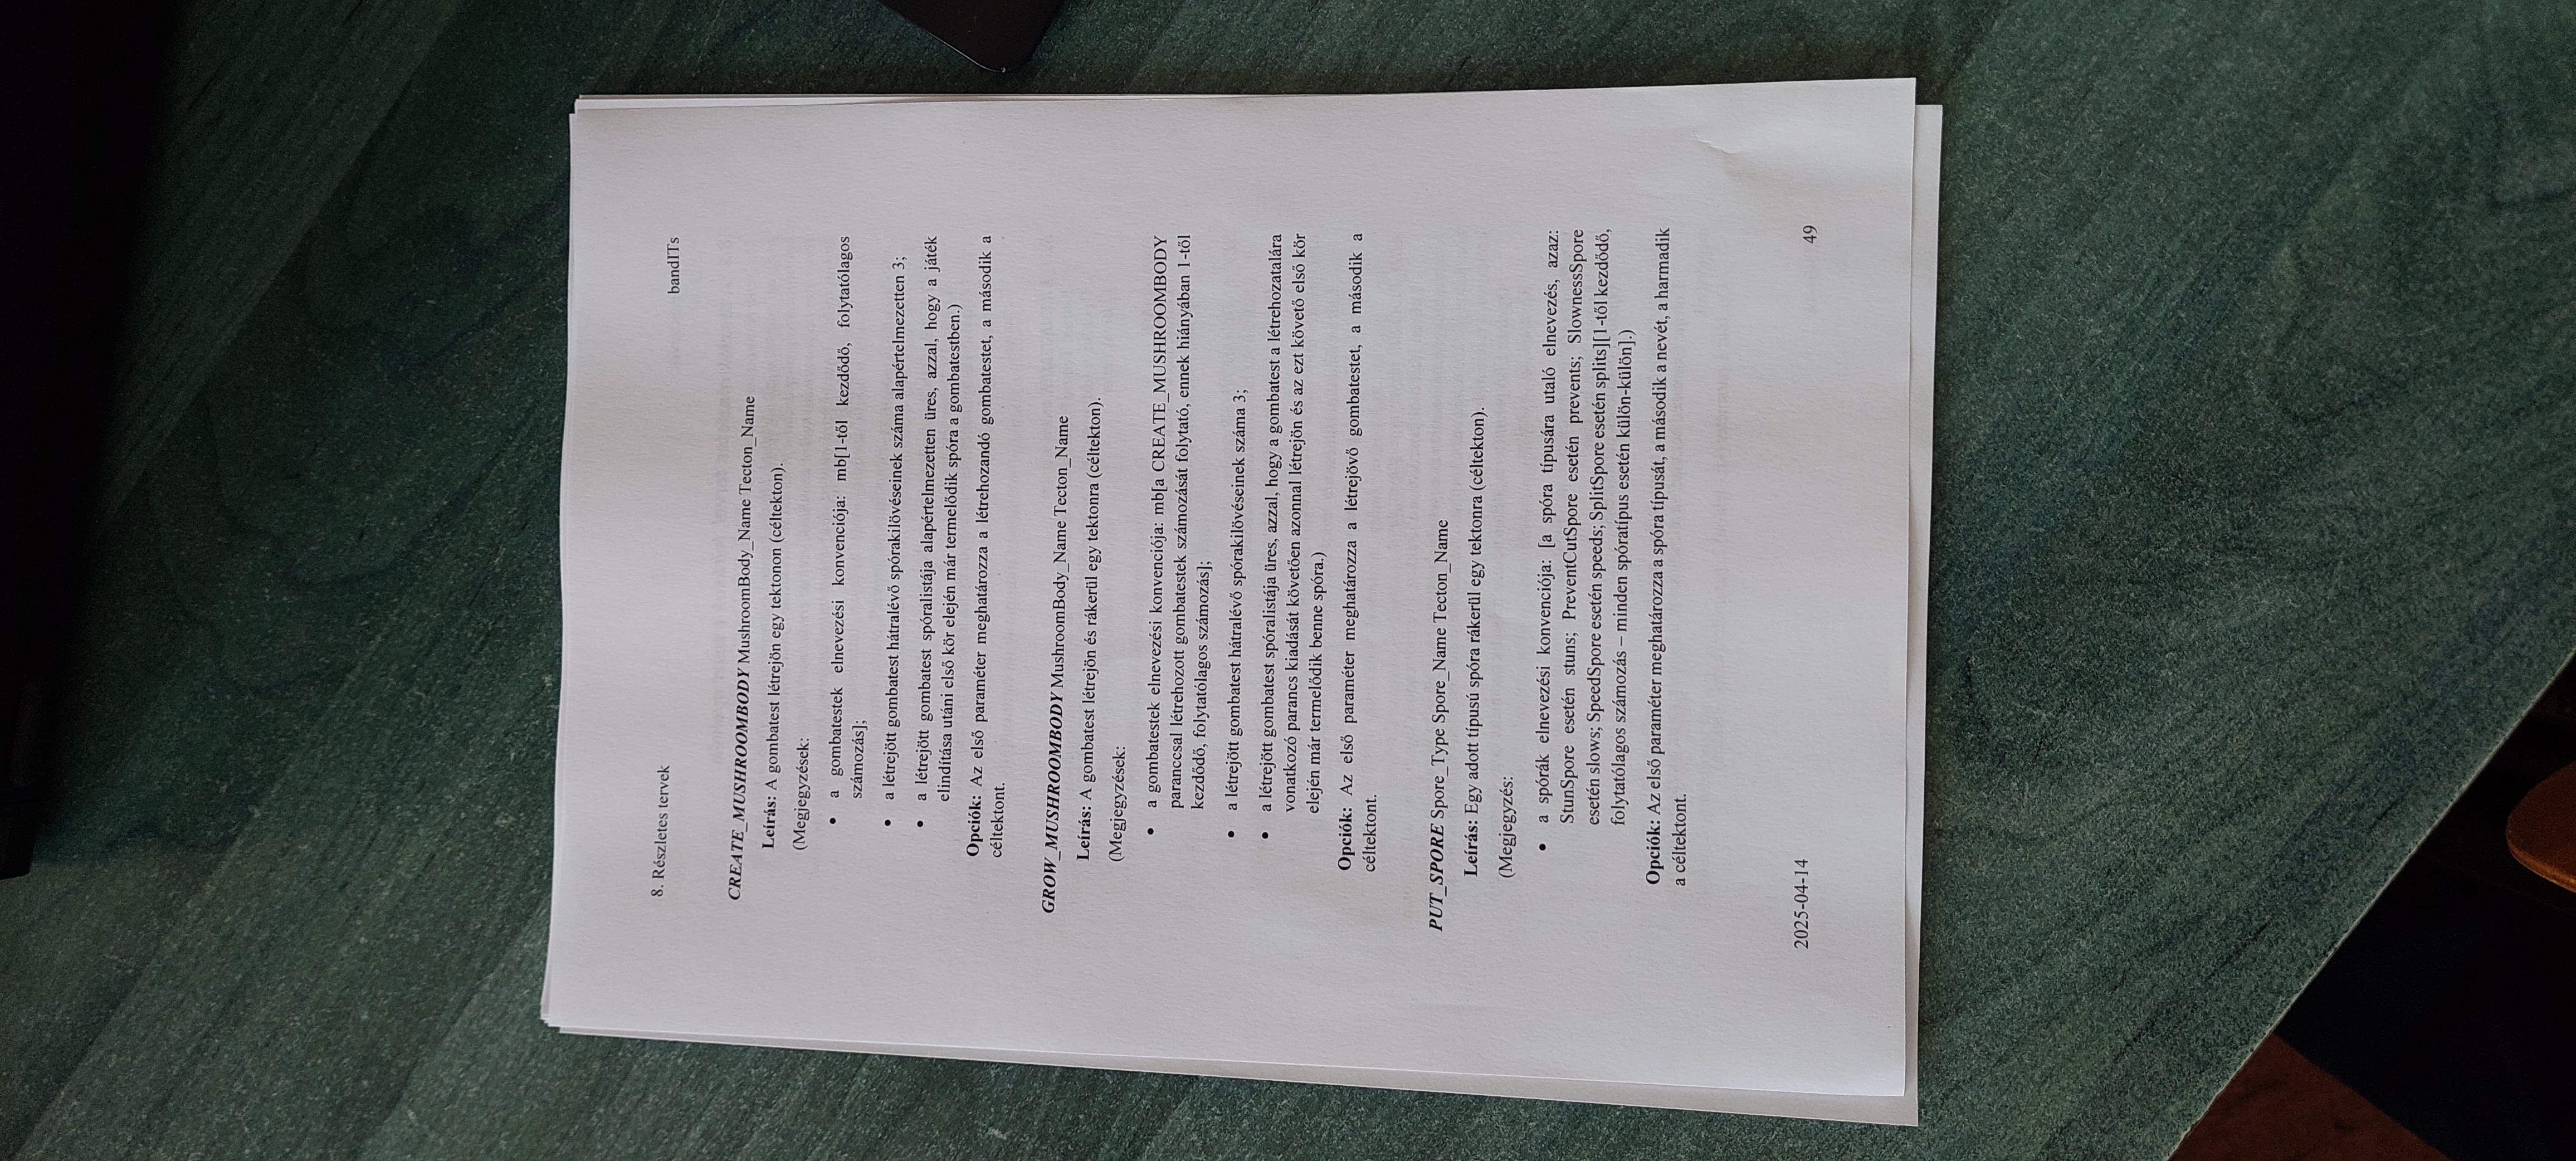 8. Részletes tervek
bandITs
CREATE_MUSHROOMBODY MushroomBody_Name Tecton_Name
Leírás: A gombatest létrejön egy tektonon (céltekton).
(Megjegyzések:
• a gombatestek elnevezési konvenciója: mb[1-től kezdődő, folytatólagos
számozás];
• a létrejött gombatest hátralévő spórakilövéseinek száma alapértelmezetten 3;
• a létrejött gombatest spóralistája alapértelmezetten üres, azzal, hogy a játék
elindítása utáni első kör elején már termelődik spóra a gombatestben.)
Opciók: Az első paraméter meghatározza a létrehozandó gombatestet, a második a
céltektont.
GROW_MUSHROOMBODY MushroomBody_Name Tecton_Name
Leírás: A gombatest létrejön és rákerül egy tektonra (céltekton).
(Megjegyzések:
• a gombatestek elnevezési konvenciója: mb[a CREATE_MUSHROOMBODY
paranccsal létrehozott gombatestek számozását folytató, ennek hiányában 1-től
kezdődő, folytatólagos számozás];
• a létrejött gombatest hátralévő spórakilövéseinek száma 3;
• a létrejött gombatest spóralistája üres, azzal, hogy a gombatest a létrehozatalára
vonatkozó parancs kiadását követően azonnal létrejön és az ezt követő első kör
elején már termelődik benne spóra.)
Opciók: Az első paraméter meghatározza a létrejövő gombatestet, a második a
céltektont.
PUT_SPORE Spore_Type Spore_Name Tecton_Name
Leírás: Egy adott típusú spóra rákerül egy tektonra (céltekton).
(Megjegyzés:
• a spórák elnevezési konvenciója: [a spóra típusára utaló elnevezés, azaz:
StunSpore esetén stuns; PreventCutSpore esetén prevents; SlownessSpore
esetén slows; SpeedSpore esetén speeds; SplitSpore esetén splits][1-től kezdődő,
folytatólagos számozás – minden spóratípus esetén külön-külön].)
Opciók: Az első paraméter meghatározza a spóra típusát, a második a nevét, a harmadik
a céltektont.
2025-04-14
49